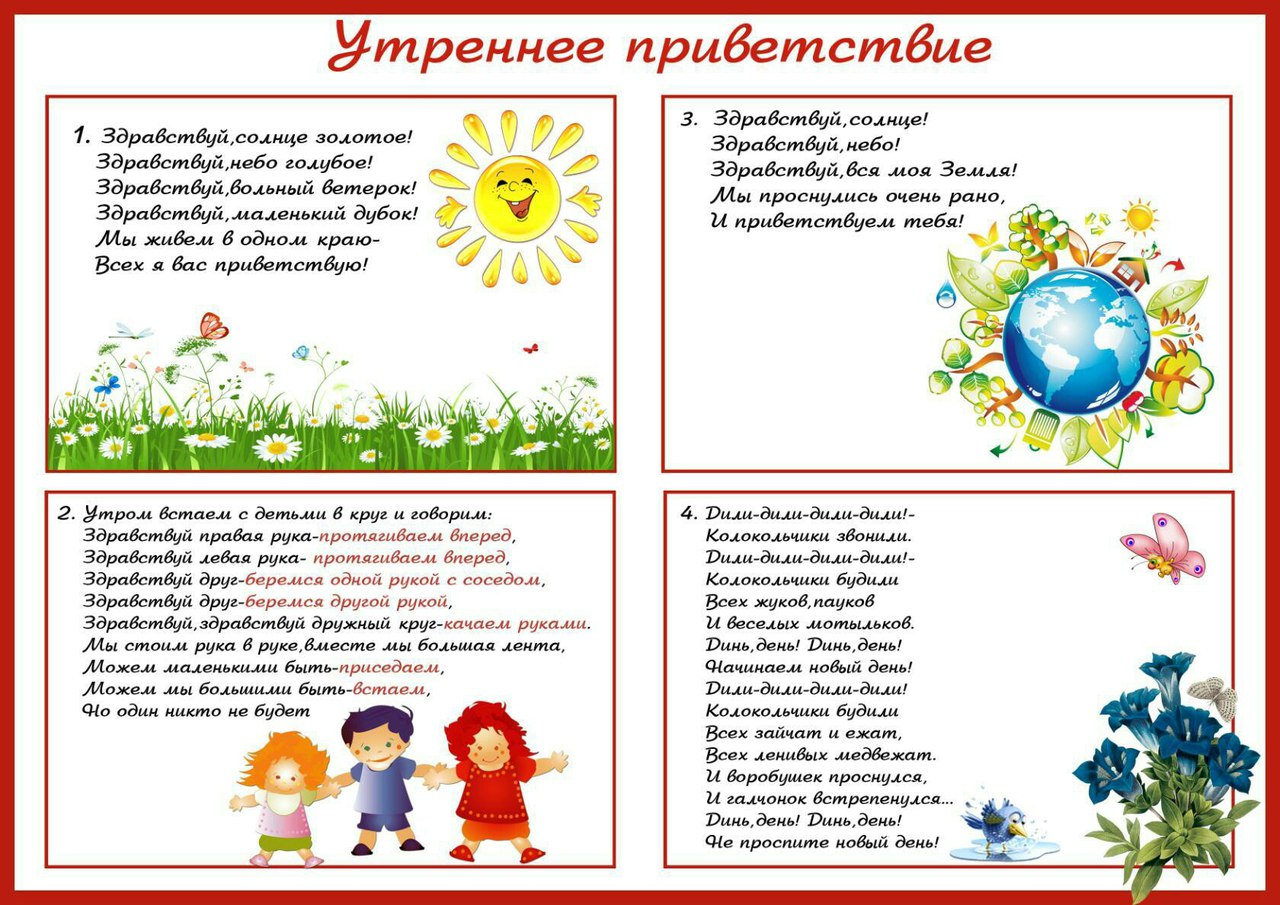 Утреннее приветствие
1. Здравствуй,солнце золотое!
Здравствуй,небо голубое!
Здравствуй,вольный ветерок!
Здравствуй,маленький дубок!
Мы живем в одном краю-
Всех я вас приветствую!
2. Утром встаем с детьми в круг и говорим:
Здравствуй правая рука-протягиваем вперед,
Здравствуй левая рука- протягиваем вперед,
Здравствуй друг-беремся одной рукой с соседом,
Здравствуй друг-беремся другой рукой,
Здравствуй,здравствуй дружный круг-качаем руками.
Мы стоим рука в руке,вместе мы большая лента,
Можем маленькими быть-приседаем,
Можем мы большими быть-встаем,
Но один никто не будет
3. Здравствуй,солнце!
Здравствуй,небо!
Здравствуй,вся моя Земля!
Мы проснулись очень рано,
И приветствуем тебя!
4. Дили-дили-дили-дили!-
Колокольчики звонили.
Дили-дили-дили-дили!-
Колокольчики будили
Всех жуков,пауков
И веселых мотыльков.
Динь,день! Динь,день!
Начинаем новый день!
Дили-дили-дили-дили!
Колокольчики будили
Всех зайчат и ежат,
Всех ленивых медвежат.
И воробушек проснулся,
И галчонок встрепенулся...
Динь,день! Динь,день!
Не проспите новый день!